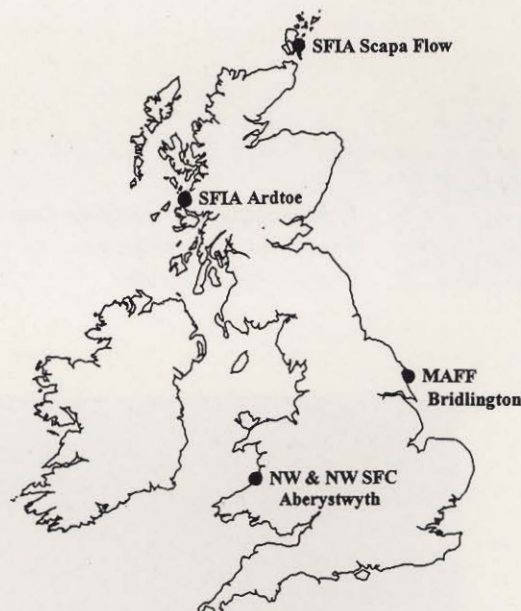 SFIA Scapa Flow
SFIA Ardtoe
MAFF
Bridlington
NW & NW SFC
Aberystwyth